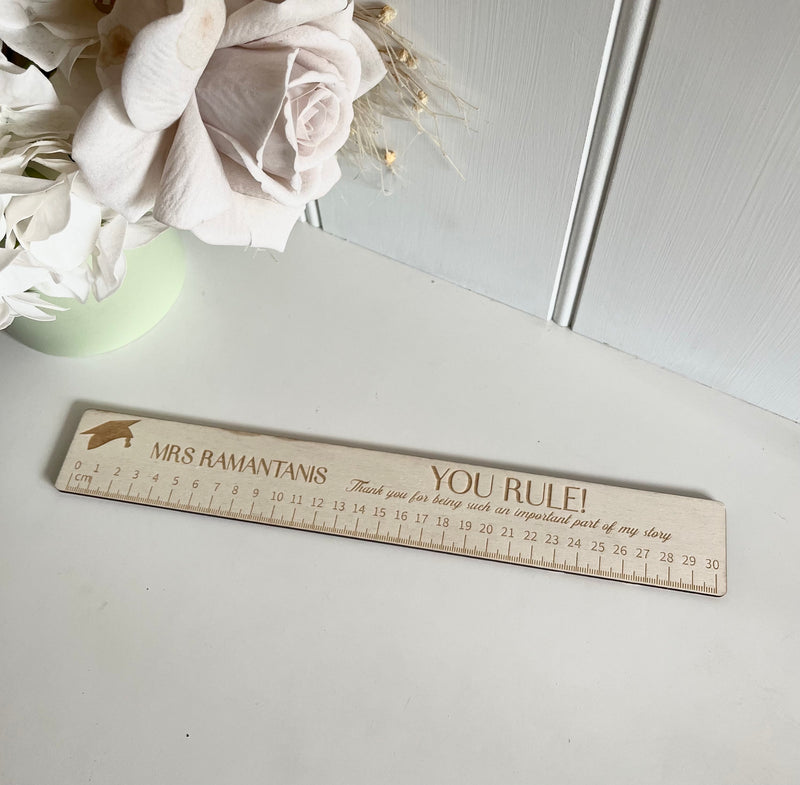 MRS RAMANTANIS
YOU RULE!
Thank you for being such an important part of my story
0 1 2 3 4 5 6 7 8 9 10 11 12 13 14 15 16 17 18 19 20 21 22 23 24 25 26 27 28 29 30
cm